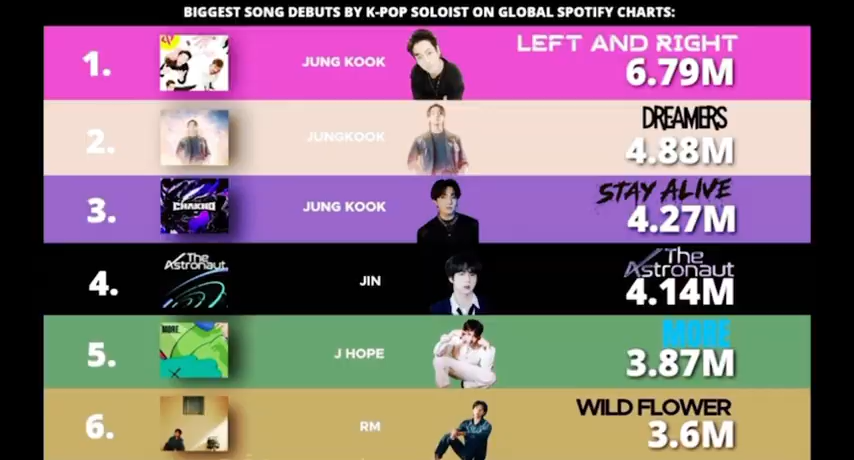 BIGGEST SONG DEBUTS BY K-POP SOLOIST ON GLOBAL SPOTIFY CHARTS:
1.
JUNG KOOK
LEFT AND RIGHT
6.79M
2.
JUNGKOOK
DREAMERS
4.88M
3.
CHAKHO
JUNG KOOK
STAY ALIVE
4.27M
4.
The
Astronaut
JIN
The
Astronaut
4.14M
5.
MORE
J HOPE
MORE
3.87M
6.
RM
WILD FLOWER
3.6M